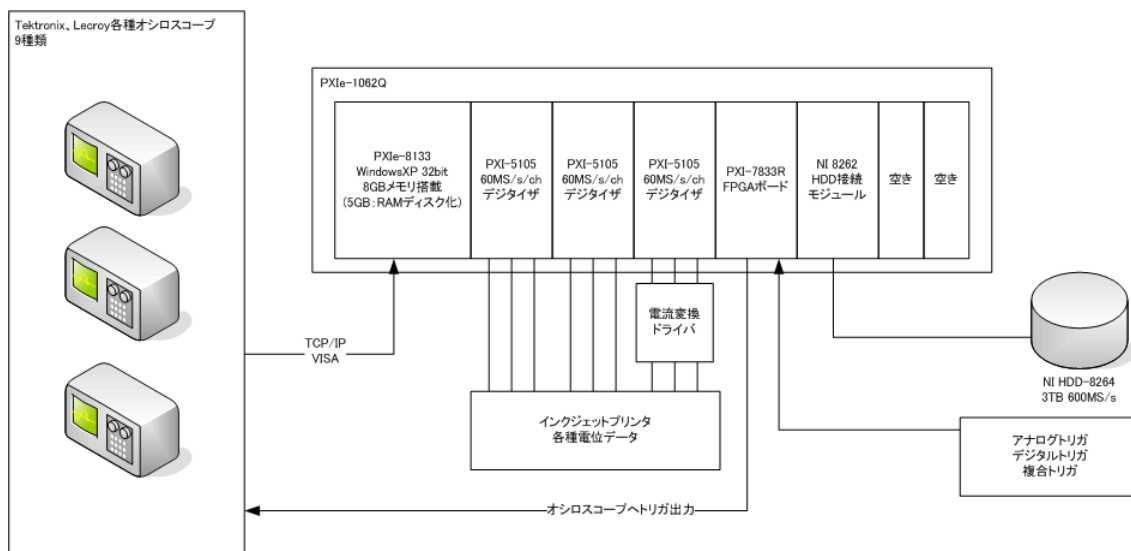 Tektronix、Lecroy各種オシロスコープ
9種類
PXIe-1062Q
PXIe-8133
WindowsXP 32bit
8GBメモリ搭載
(5GB:RAMディスク化)
PXI-5105
60MS/s/ch
デジタイザ
PXI-5105
60MS/s/ch
デジタイザ
PXI-5105
60MS/s/ch
デジタイザ
PXI-7833R
FPGAボード
NI 8262
HDD接続
モジュール
空き
空き
電流変換
ドライバ
TCP/IP
VISA
インクジェットプリンタ
各種電位データ
NI HDD-8264
3TB 600MS/s
アナログトリガ
デジタルトリガ
複合トリガ
オシロスコープへトリガ出力